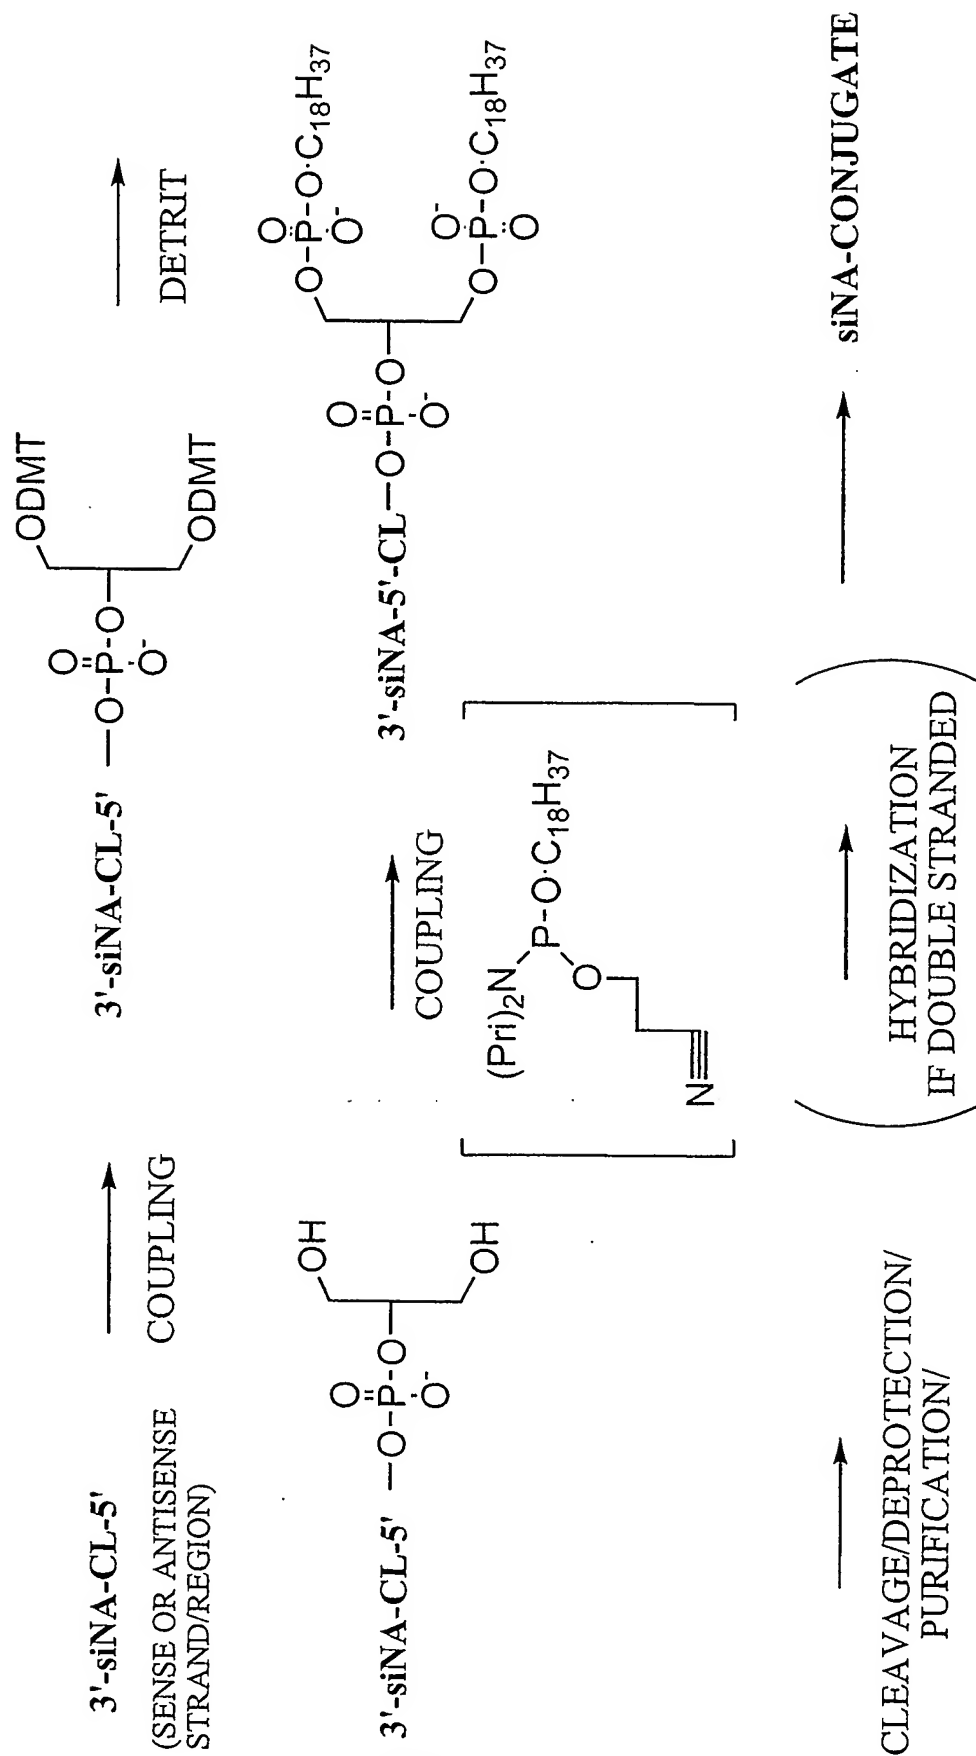 3'-siNA-CL-5'
(SENSE OR ANTISENSE
STRAND/REGION)
COUPLING
3'-siNA-CL-5'
—O-P-O
O
O-
ODMT
ODMT
DETRIT
3'-siNA-CL-5'
—O-P-O
O
O-
OH
OH
COUPLING
(Pri)2N
P-O·C18H37
O
N
3'-siNA-5'-CL—O-P-O
O
O-
O
O-P-O·C18H37
O-
O-
O-P-O·C18H37
O
CLEAVAGE/DEPROTECTION/
PURIFICATION/
HYBRIDIZATION
IF DOUBLE STRANDED
siNA-CONJUGATE